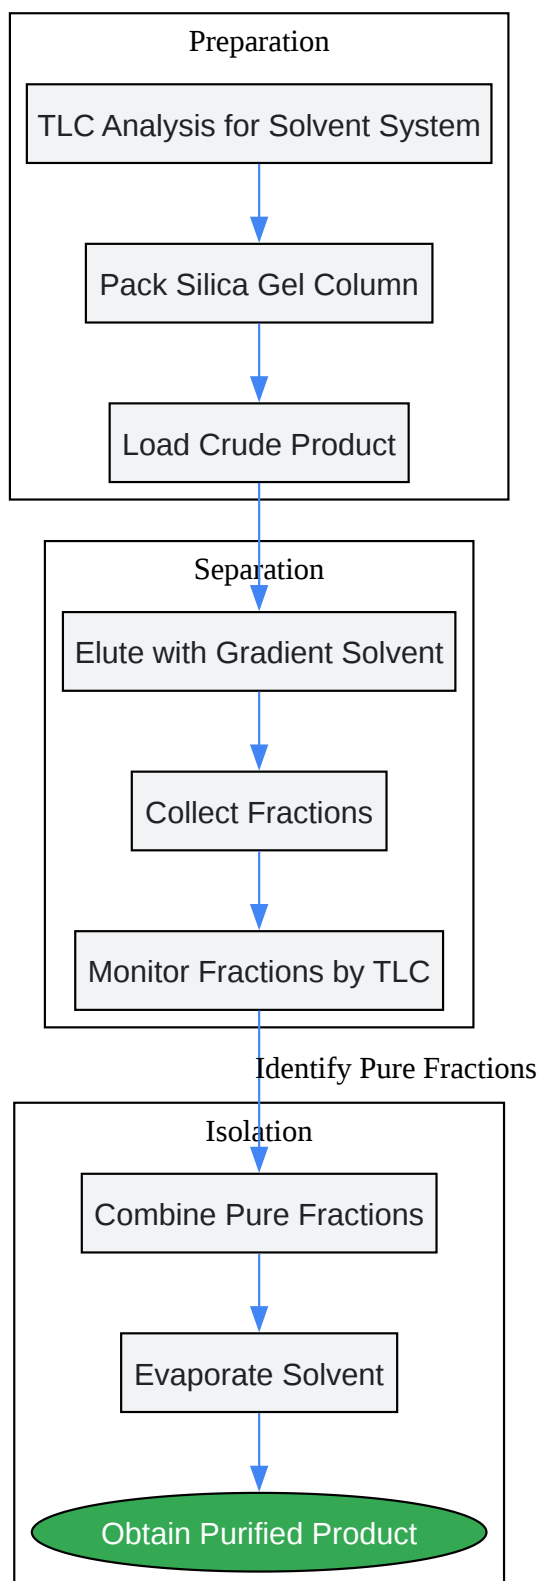 Preparation
TLC Analysis for Solvent System
Pack Silica Gel Column
Load Crude Product
Separation
Elute with Gradient Solvent
Collect Fractions
Monitor Fractions by TLC
Identify Pure Fractions
Isolation
Combine Pure Fractions
Evaporate Solvent
Obtain Purified Product